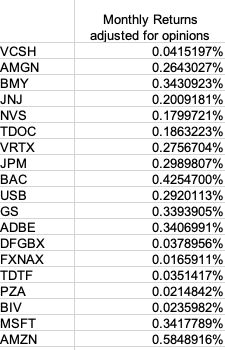 Monthly Returns
adjusted for opinions
VCSH 0.0415197%
AMGN 0.2643027%
BMY 0.3430923%
JNJ 0.2009181%
NVS 0.1799721%
TDOC 0.1863223%
VRTX 0.2756704%
JPM 0.2989807%
BAC 0.4254700%
USB 0.2920113%
GS 0.3393905%
ADBE 0.3406991%
DFGBX 0.0378956%
FXNAX 0.0165911%
TDTF 0.0351417%
PZA 0.0214842%
BIV 0.0235982%
MSFT 0.3417789%
AMZN 0.5848916%